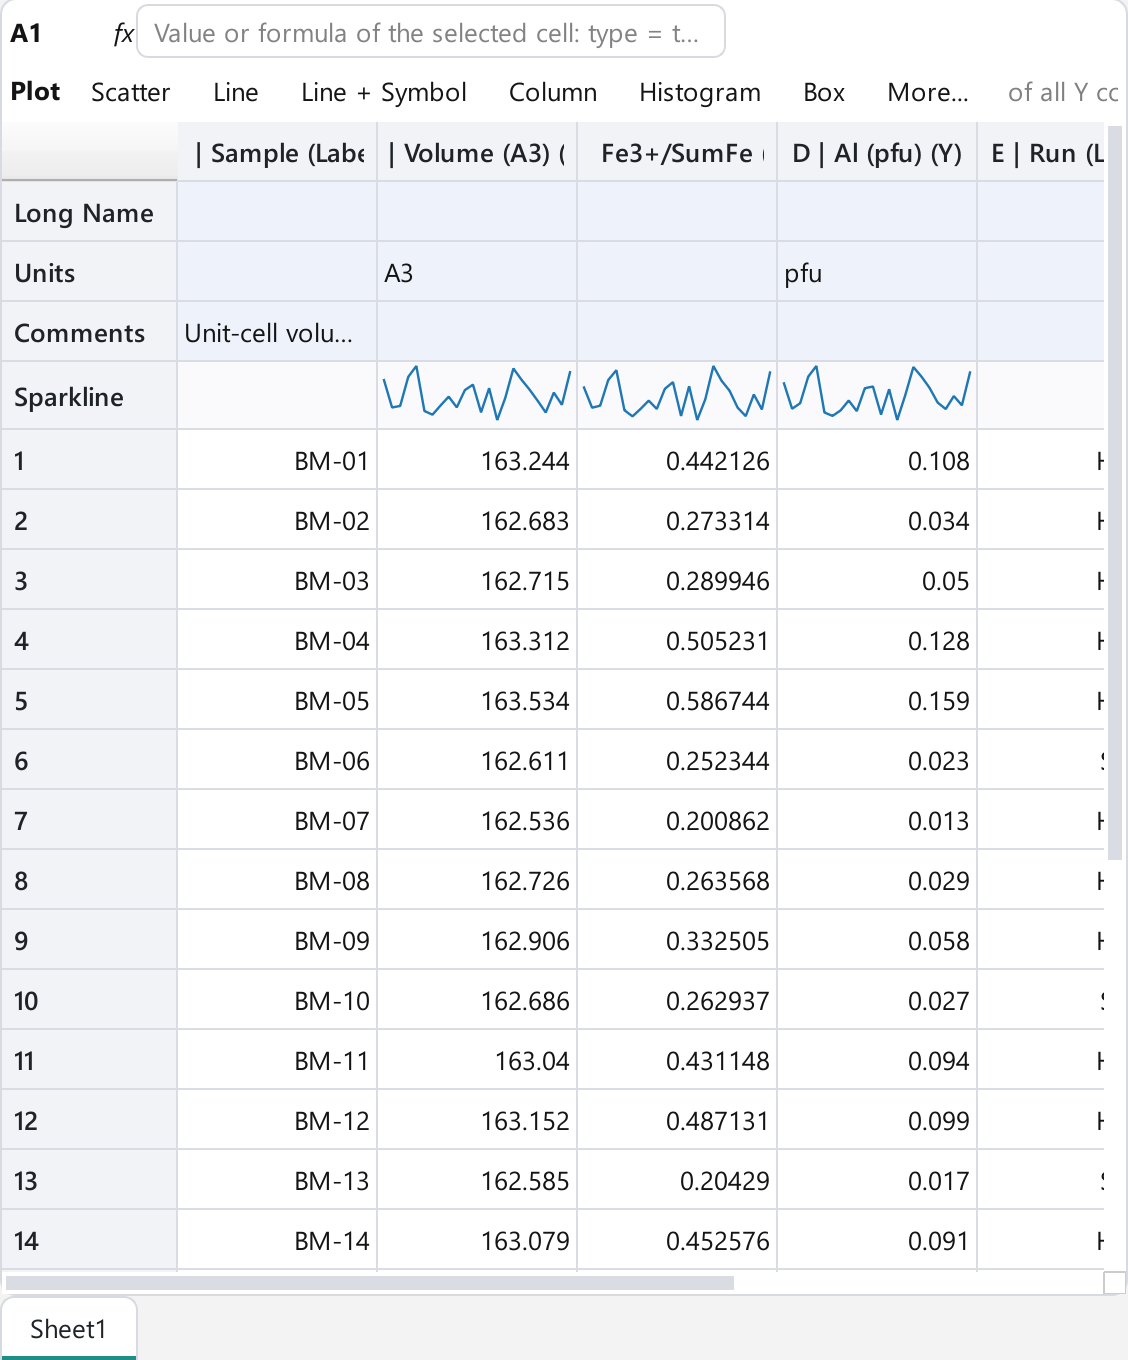 A1 fx Value or formula of the selected cell: type = t...
Plot Scatter Line Line + Symbol Column Histogram Box More... of all Y
| Sample (Labe | Volume (A3) ( Fe3+/SumFe ( D | Al (pfu) (Y) E | Run (L
Long Name
Units A3 pfu
Comments Unit-cell volu...
Sparkline
1 BM-01 163.244 0.442126 0.108 H
2 BM-02 162.683 0.273314 0.034 H
3 BM-03 162.715 0.289946 0.05 H
4 BM-04 163.312 0.505231 0.128 H
5 BM-05 163.534 0.586744 0.159 H
6 BM-06 162.611 0.252344 0.023 S
7 BM-07 162.536 0.200862 0.013 H
8 BM-08 162.726 0.263568 0.029 H
9 BM-09 162.906 0.332505 0.058 H
10 BM-10 162.686 0.262937 0.027 S
11 BM-11 163.04 0.431148 0.094 H
12 BM-12 163.152 0.487131 0.099 H
13 BM-13 162.585 0.20429 0.017 S
14 BM-14 163.079 0.452576 0.091 H
Sheet1